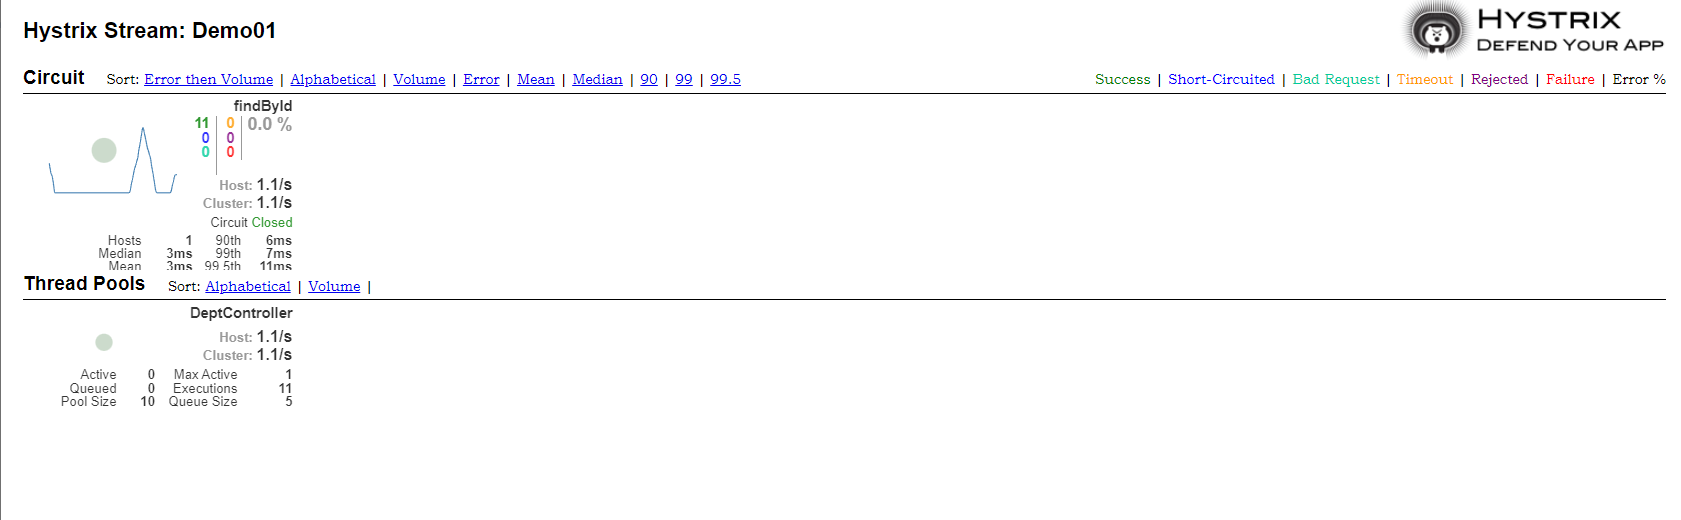 Hystrix Stream: Demo01
HYSTRIX
DEFEND YOUR APP
Circuit Sort: Error then Volume | Alphabetical | Volume | Error | Mean | Median | 90 | 99 | 99.5
Success | Short-Circuited | Bad Request | Timeout | Rejected | Failure | Error %
findById
11 0 0.0 %
0 0
0 0
Host: 1.1/s
Cluster: 1.1/s
Circuit Closed
Hosts 1 90th 6ms
Median 3ms 99th 7ms
Mean 3ms 99.5th 11ms
Thread Pools Sort: Alphabetical | Volume |
DeptController
Host: 1.1/s
Cluster: 1.1/s
Active 0 Max Active 1
Queued 0 Executions 11
Pool Size 10 Queue Size 5